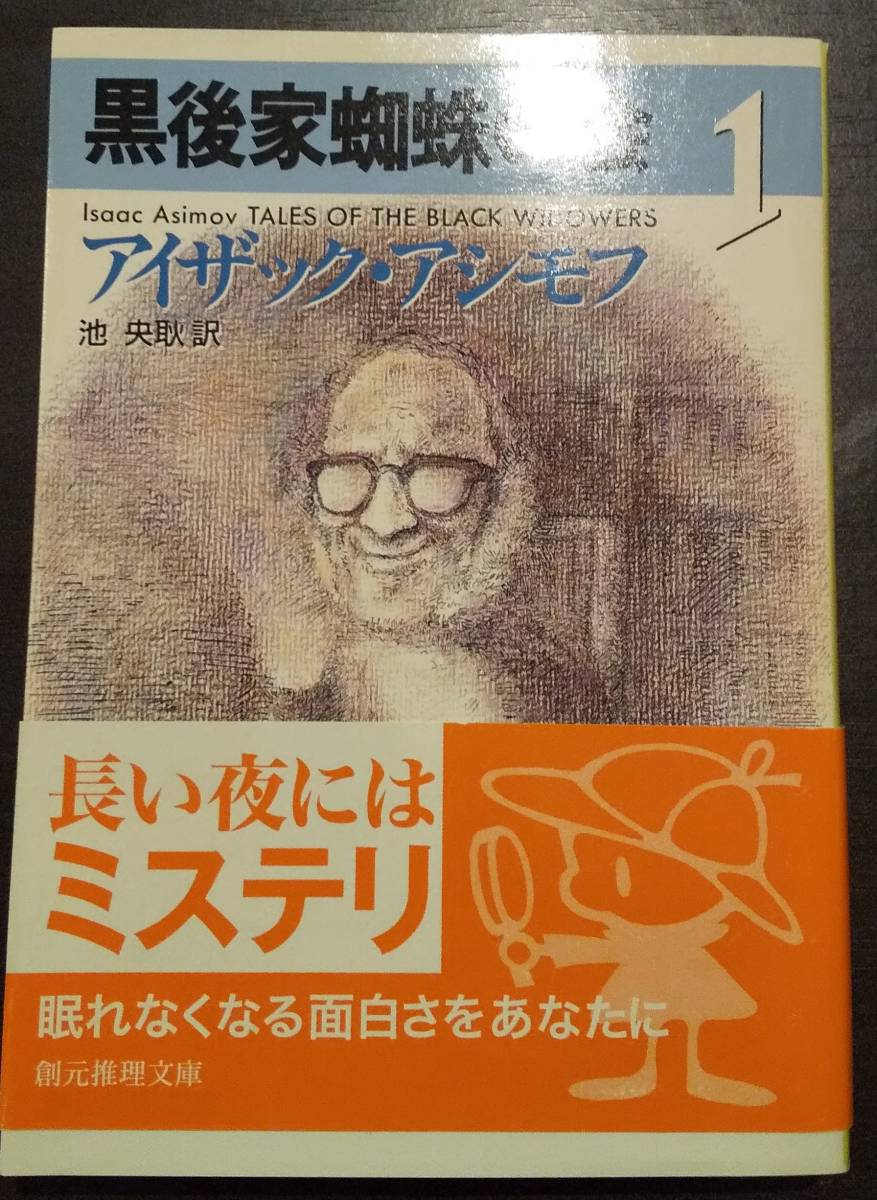 黒後家蜘蛛の会
1
Isaac Asimov TALES OF THE BLACK WIDOWERS
アイザック・アシモフ
池 央耿 訳
長い夜には
ミステリ
眠れなくなる面白さをあなたに
創元推理文庫